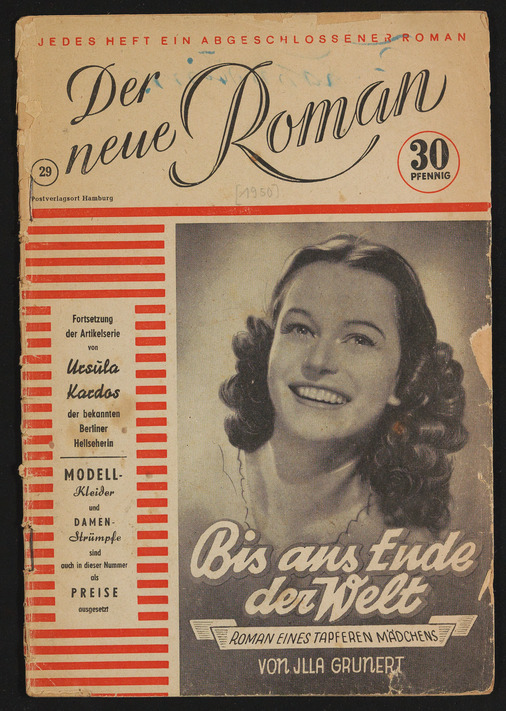 JEDES HEFT EIN ABGESCHLOSSENER ROMAN
Der
neue Roman
29
30
PFENNIG
Postverlagsort Hamburg
[1950]
Fortsetzung
der Artikelserie
von
Ursula
Kardos
der bekannten
Berliner
Hellseherin
MODELL-
Kleider
und
DAMEN-
Strümpfe
sind
auch in dieser Nummer
als
PREISE
ausgesetzt
Bis ans Ende
der Welt
ROMAN EINES TAPFEREN MÄDCHENS
VON JLLA GRUNERT